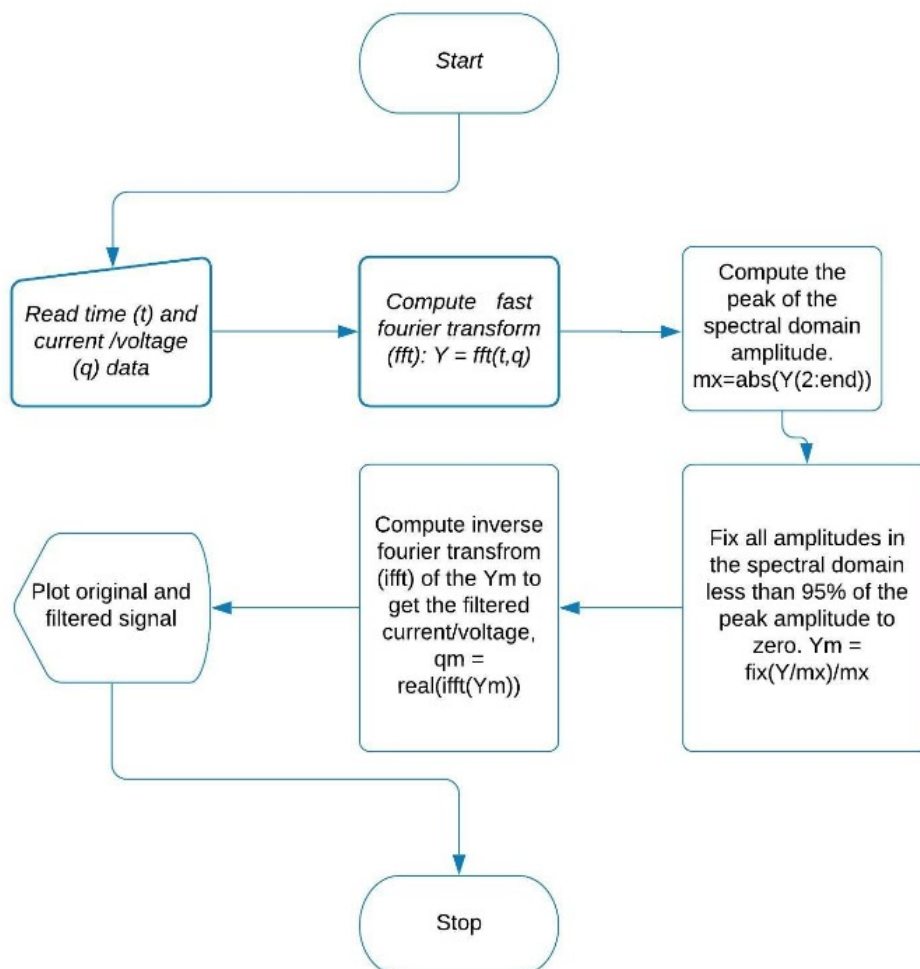 Start
Read time (t) and
current /voltage
(q) data
Compute fast
fourier transform
(fft): Y = fft(t,q)
Compute the
peak of the
spectral domain
amplitude.
mx=abs(Y(2:end))
Fix all amplitudes in
the spectral domain
less than 95% of the
peak amplitude to
zero. Ym =
fix(Y/mx)/mx
Compute inverse
fourier transfrom
(ifft) of the Ym to
get the filtered
current/voltage,
qm =
real(ifft(Ym))
Plot original and
filtered signal
Stop